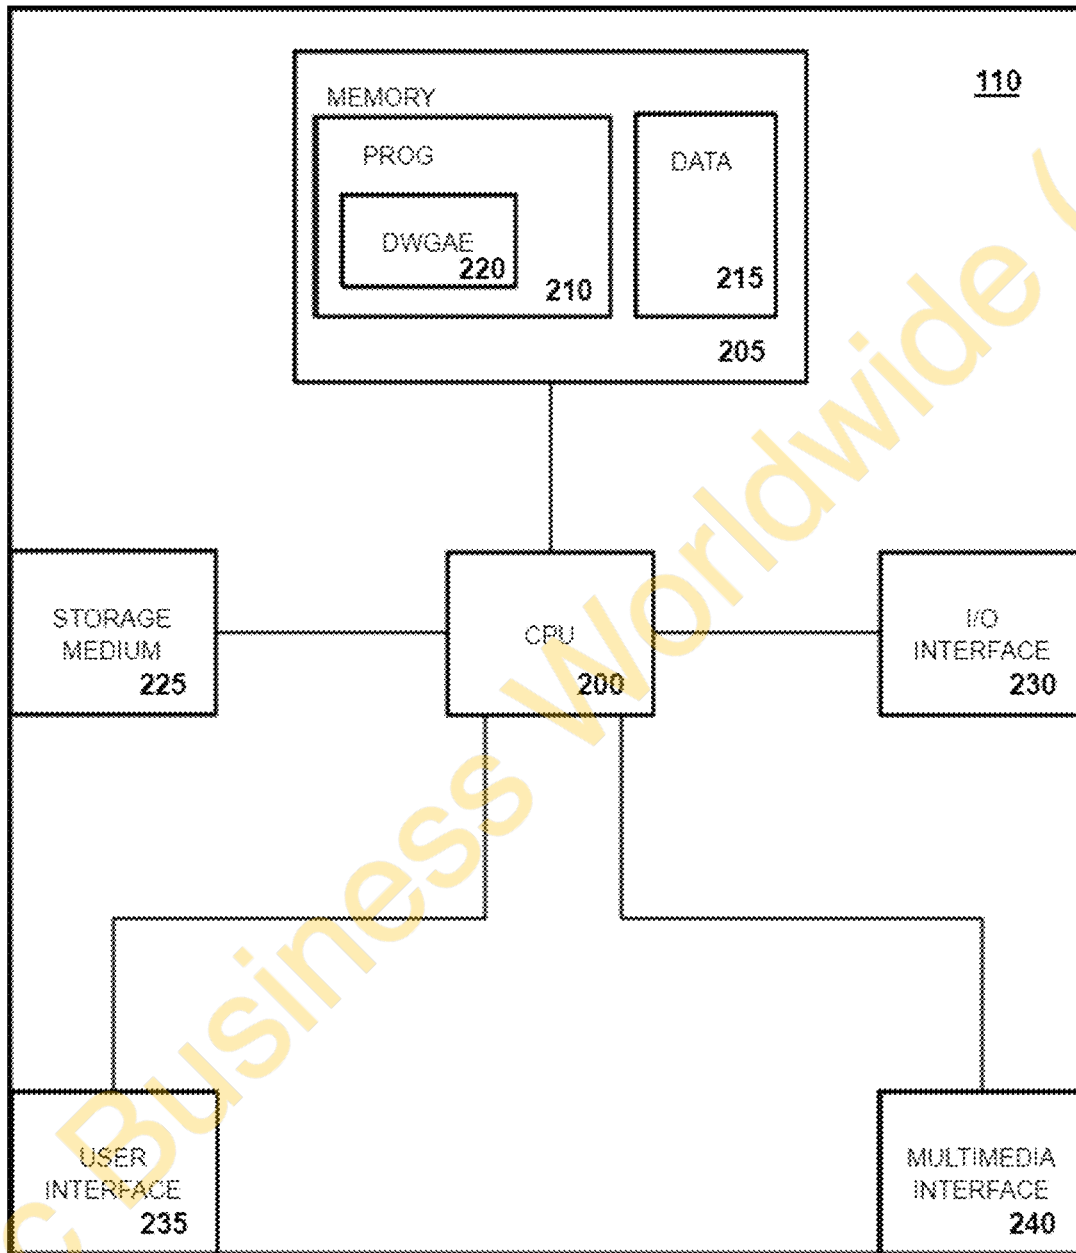 110
MEMORY
PROG
DATA
DWGAE
220
210
215
205
STORAGE
MEDIUM
225
CPU
200
I/O
INTERFACE
230
USER
INTERFACE
235
MULTIMEDIA
INTERFACE
240
c Business Worldwide (